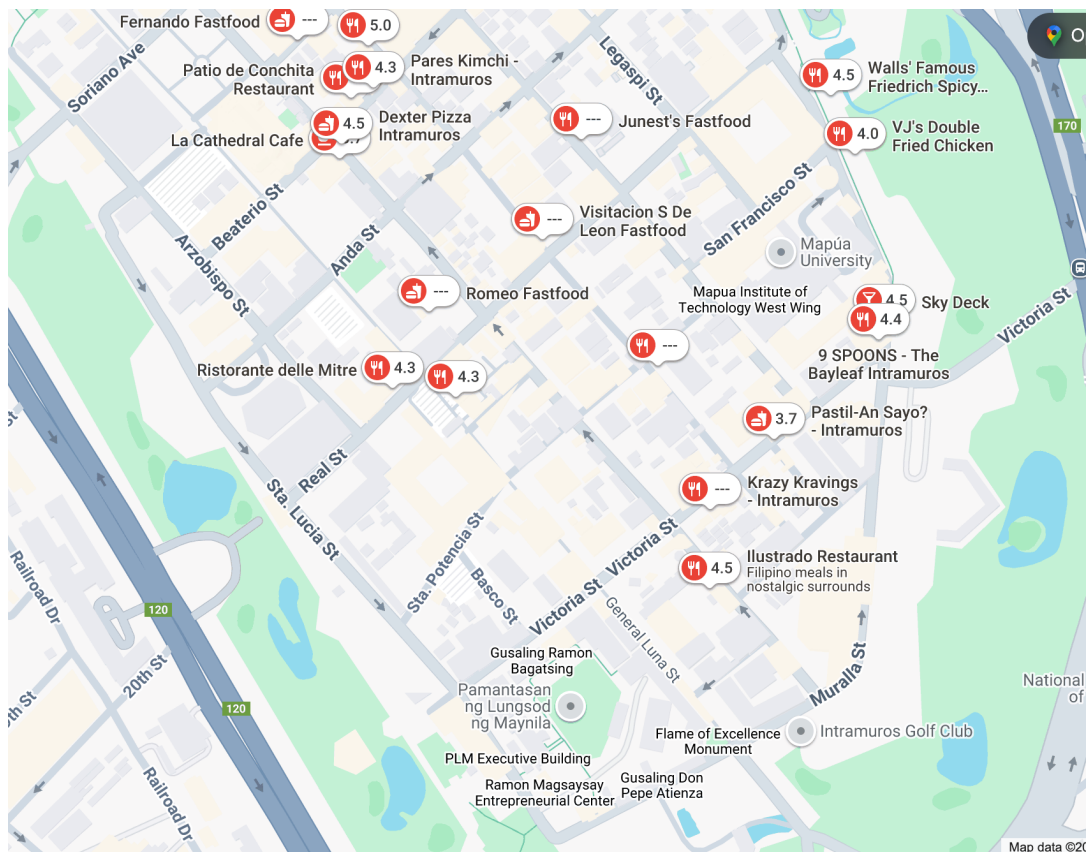 Fernando Fastfood
---
5.0
O
Soriano Ave
Patio de Conchita
Restaurant
4.3
Pares Kimchi -
Intramuros
Legaspi St
4.5
Walls' Famous
Friedrich Spicy...
La Cathedral Cafe
4.5
Dexter Pizza
Intramuros
---
Junest's Fastfood
4.0
VJ's Double
Fried Chicken
170
Beaterio St
Arzobispo St
Anda St
---
Visitacion S De
Leon Fastfood
San Francisco St
Mapúa
University
---
Romeo Fastfood
Mapua Institute of
Technology West Wing
4.5
Sky Deck
4.4
Victoria St
9 SPOONS - The
Bayleaf Intramuros
---
Ristorante delle Mitre
4.3
4.3
3.7
Pastil-An Sayo?
- Intramuros
St
Real St
Sta. Lucia St
---
Krazy Kravings
- Intramuros
Sta. Potencia St
Basco St
Victoria St
Victoria St
4.5
Ilustrado Restaurant
Filipino meals in
nostalgic surrounds
Railroad Dr
120
General Luna St
20th St
Gusaling Ramon
Bagatsing
Muralla St
National
of
th St
120
Pamantasan
ng Lungsod
ng Maynila
Flame of Excellence
Monument
Intramuros Golf Club
PLM Executive Building
Railroad Dr
Ramon Magsaysay
Entrepreneurial Center
Gusaling Don
Pepe Atienza
Map data ©20